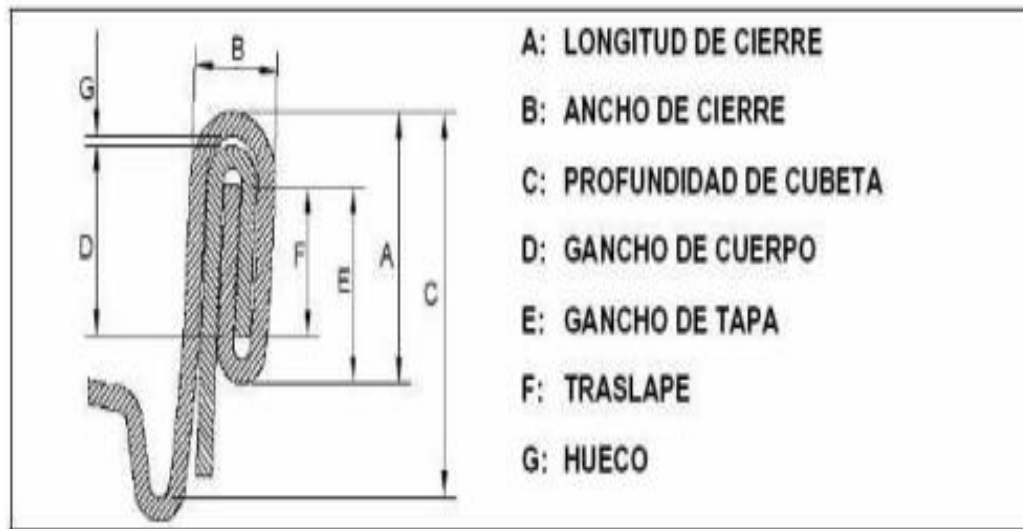 B
G
D
F
E
A
C
A: LONGITUD DE CIERRE
B: ANCHO DE CIERRE
C: PROFUNDIDAD DE CUBETA
D: GANCHO DE CUERPO
E: GANCHO DE TAPA
F: TRASLAPE
G: HUECO